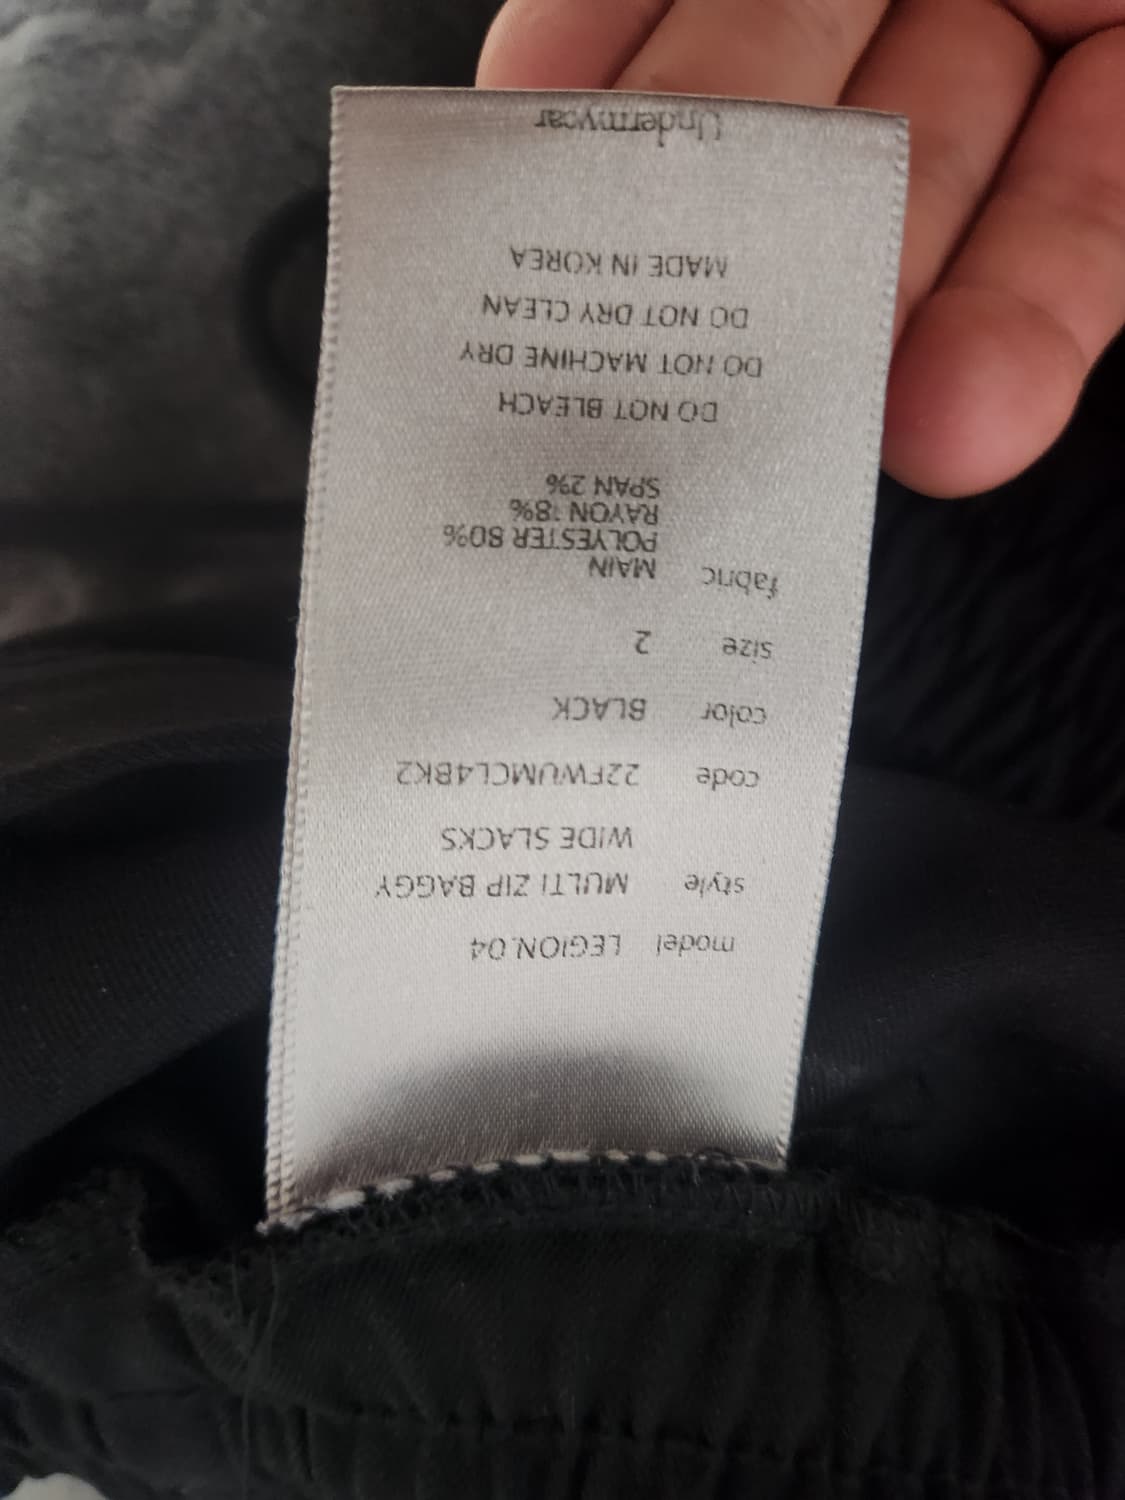 model LEGION.04
style MULTI ZIP BAGGY
WIDE SLACKS
code 22FWUMCL4BK2
color BLACK
size 2
fabric MAIN
POLYESTER 80%
RAYON 18%
SPAN 2%
DO NOT BLEACH
DO NOT MACHINE DRY
DO NOT DRY CLEAN
MADE IN KOREA
Undermycar